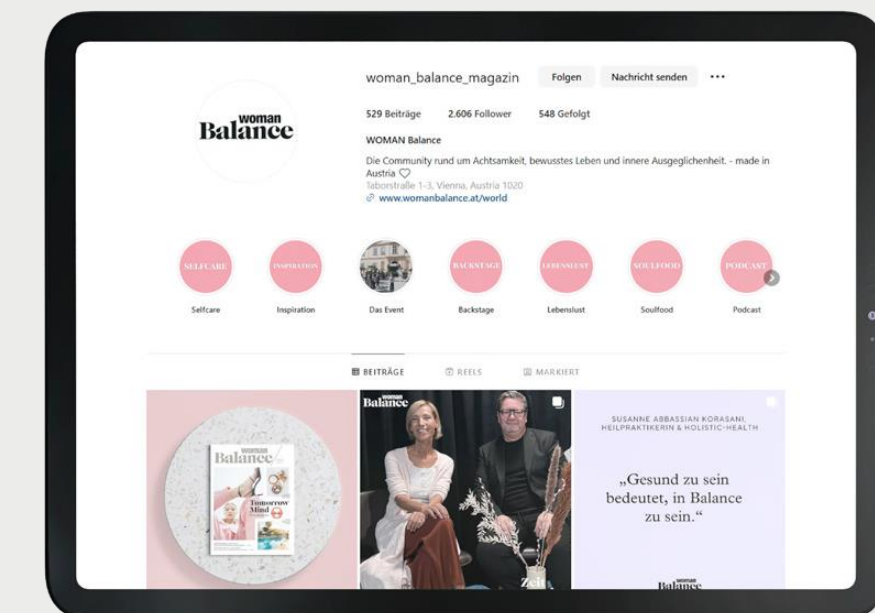 woman_balance_magazin Folgen Nachricht senden
529 Beiträge 2.606 Follower 548 Gefolgt
woman
Balance
WOMAN Balance
Die Community rund um Achtsamkeit, bewusstes Leben und innere Ausgeglichenheit. - made in
Austria
Taborstraße 1-3, Vienna, Austria 1020
www.womanbalance.at/world
SELFCARE INSPIRATION BACKSTAGE LEBENSLUST SOULFOOD PODCAST
Selfcare Inspiration Das Event Backstage Lebenslust Soulfood Podcast
BEITRÄGE REELS MARKIERT
woman
Balance
Tomorrow
Mind
woman
Balance
Zeit
SUSANNE ABBASSIAN KORASANI,
HEILPRAKTIKERIN & HOLISTIC-HEALTH
„Gesund zu sein
bedeutet, in Balance
zu sein.“
woman
Balance